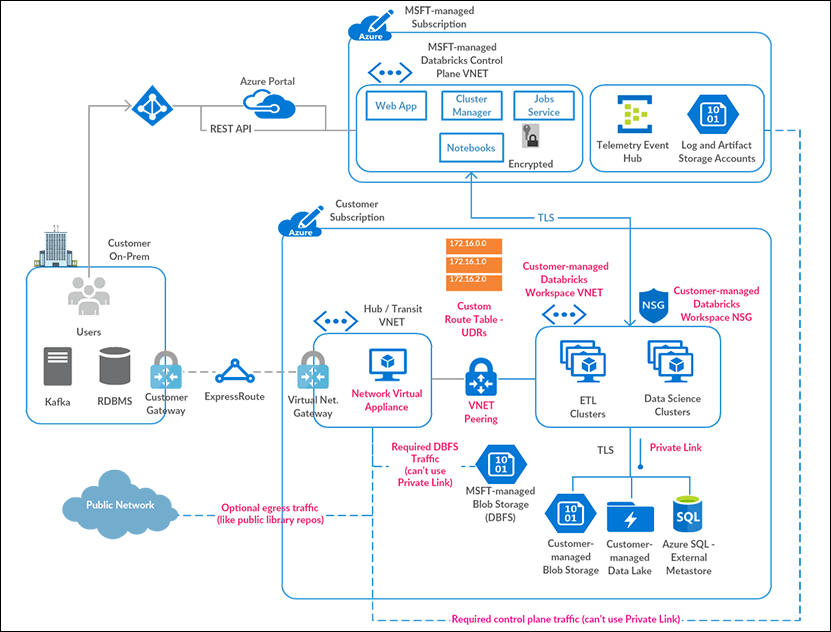 MSFT-managed
Subscription
Azure
MSFT-managed
Databricks Control
Plane VNET
Azure Portal
REST API
Web App
Cluster
Manager
Jobs
Service
Notebooks
Encrypted
Telemetry Event
Hub
10
01
Log and Artifact
Storage Accounts
TLS
Customer
Subscription
Azure
Customer
On-Prem
Users
Kafka
RDBMS
Customer
Gateway
ExpressRoute
Virtual Net.
Gateway
Hub / Transit
VNET
Network Virtual
Appliance
172.16.0.0
172.16.1.0
172.16.2.0
Custom
Route Table -
UDRs
VNET
Peering
Customer-managed
Databricks
Workspace VNET
NSG
Customer-managed
Databricks
Workspace NSG
ETL
Clusters
Data Science
Clusters
TLS
Private Link
Required DBFS
Traffic
(can't use
Private Link)
10
01
MSFT-managed
Blob Storage
(DBFS)
Public Network
Optional egress traffic
(like public library repos)
10
01
Customer-
managed
Blob Storage
Customer-
managed
Data Lake
SQL
Azure SQL -
External
Metastore
Required control plane traffic (can't use Private Link)